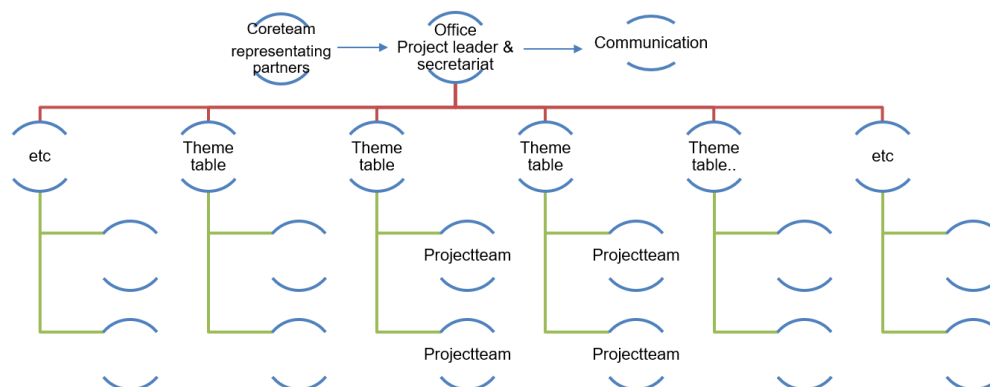 Coreteam
representating
partners
Office
Project leader &
secretariat
Communication
etc
Theme
table
Theme
table
Theme
table
Theme
table..
etc
Projectteam
Projectteam
Projectteam
Projectteam